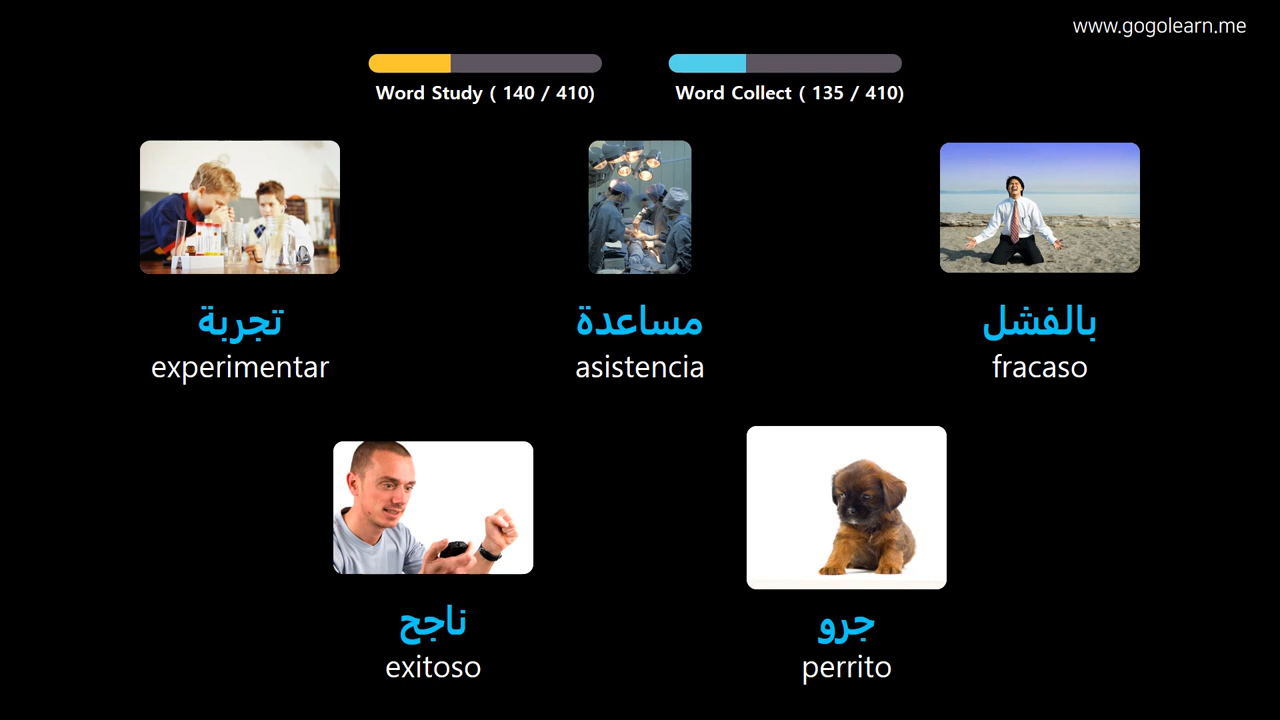 www.gogolearn.me
Word Study ( 140 / 410)
Word Collect ( 135 / 410)
تجربة
experimentar
مساعدة
asistencia
بالفشل
fracaso
ناجح
exitoso
جرو
perrito